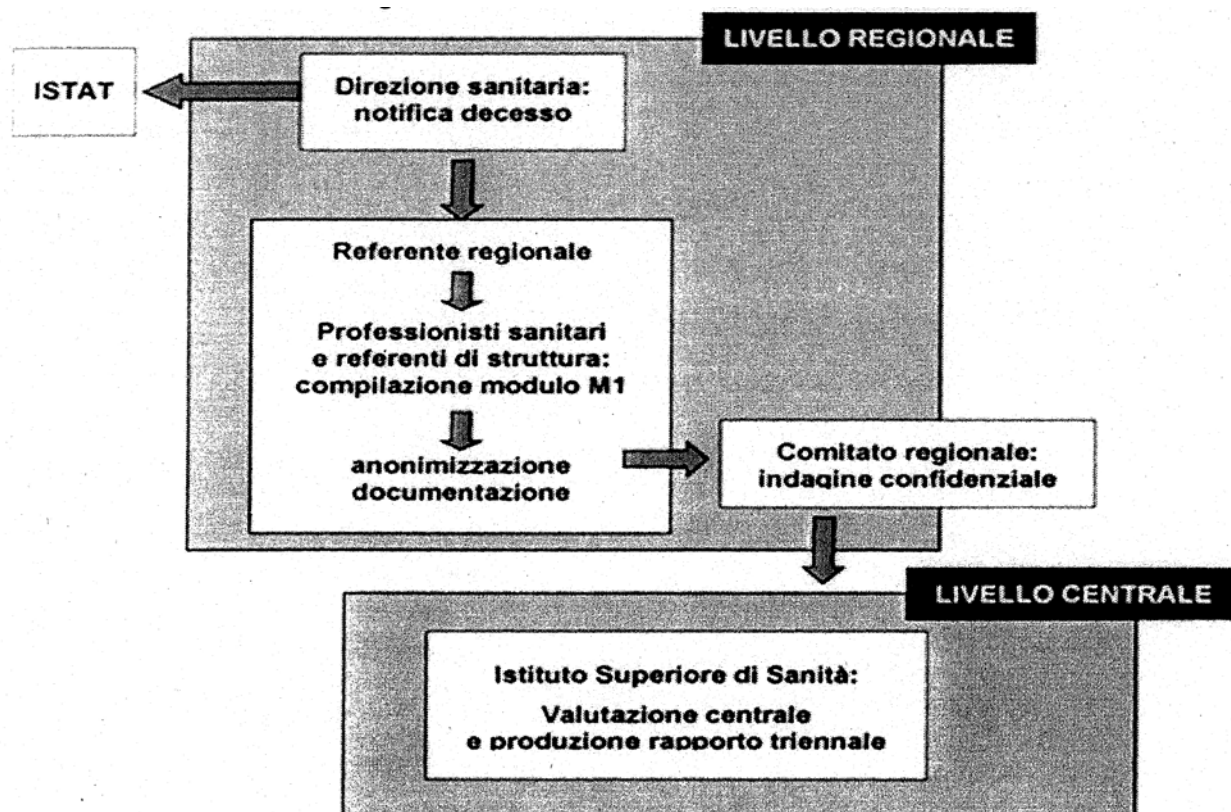 LIVELLO REGIONALE
ISTAT
Direzione sanitaria:
notifica decesso
Referente regionale
Professionisti sanitari
e referenti di struttura:
compilazione modulo M1
anonimizzazione
documentazione
Comitato regionale:
indagine confidenziale
LIVELLO CENTRALE
Istituto Superiore di Sanità:
Valutazione centrale
e produzione rapporto triennale